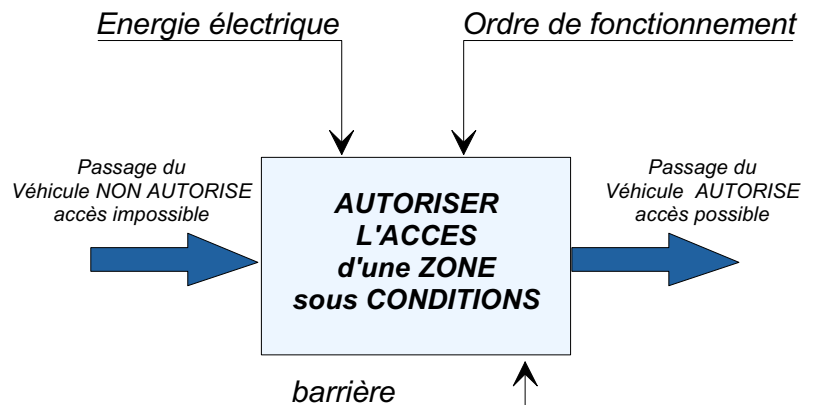 Energie électrique
Ordre de fonctionnement
Passage du
Véhicule NON AUTORISE
accès impossible
AUTORISER
L'ACCES
d'une ZONE
sous CONDITIONS
Passage du
Véhicule AUTORISE
accès possible
barrière